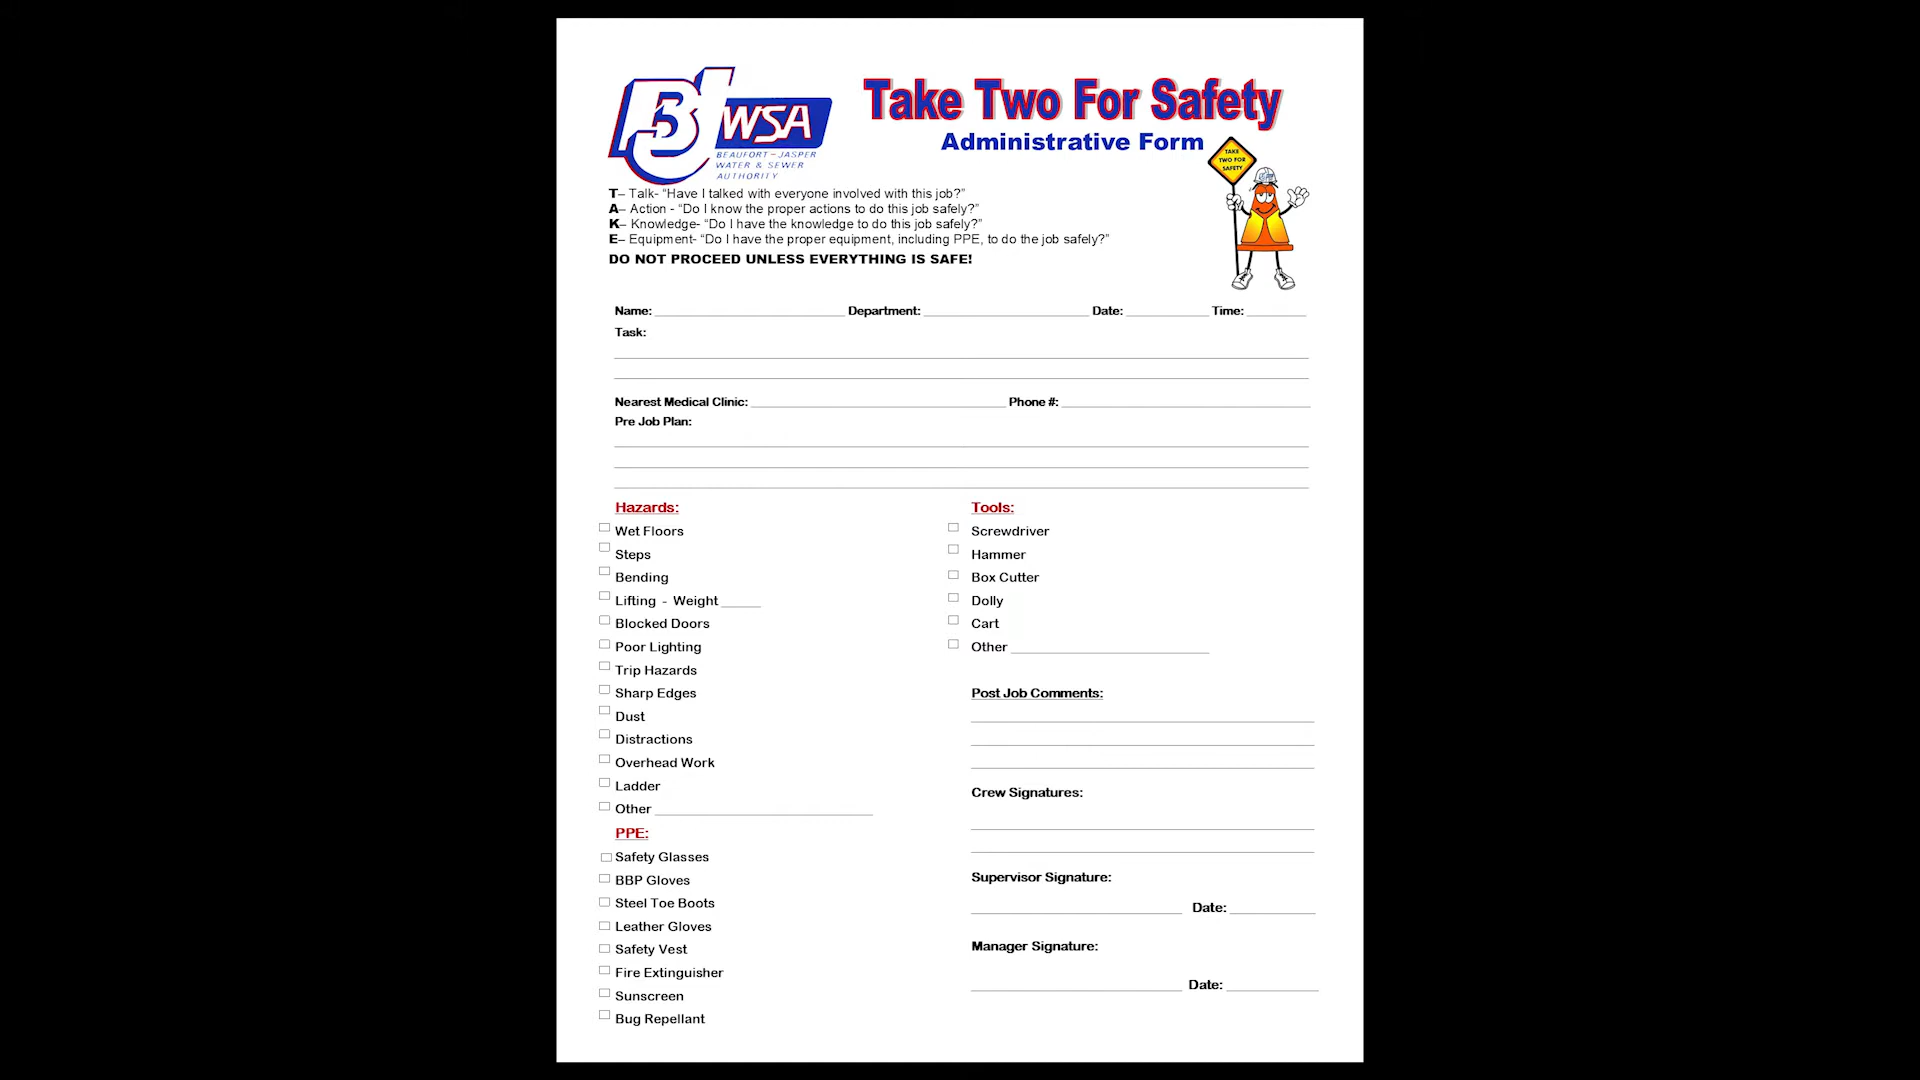 BJWSA
BEAUFORT – JASPER
WATER & SEWER
AUTHORITY
Take Two For Safety
Administrative Form
TAKE
TWO FOR
SAFETY
T– Talk- “Have I talked with everyone involved with this job?”
A– Action - “Do I know the proper actions to do this job safely?”
K– Knowledge- “Do I have the knowledge to do this job safely?”
E– Equipment- “Do I have the proper equipment, including PPE, to do the job safely?”
DO NOT PROCEED UNLESS EVERYTHING IS SAFE!
Name: Department: Date: Time:
Task:
Nearest Medical Clinic: Phone #:
Pre Job Plan:
Hazards:
Wet Floors
Steps
Bending
Lifting - Weight
Blocked Doors
Poor Lighting
Trip Hazards
Sharp Edges
Dust
Distractions
Overhead Work
Ladder
Other
PPE:
Safety Glasses
BBP Gloves
Steel Toe Boots
Leather Gloves
Safety Vest
Fire Extinguisher
Sunscreen
Bug Repellant
Tools:
Screwdriver
Hammer
Box Cutter
Dolly
Cart
Other
Post Job Comments:
Crew Signatures:
Supervisor Signature:
Date:
Manager Signature:
Date: